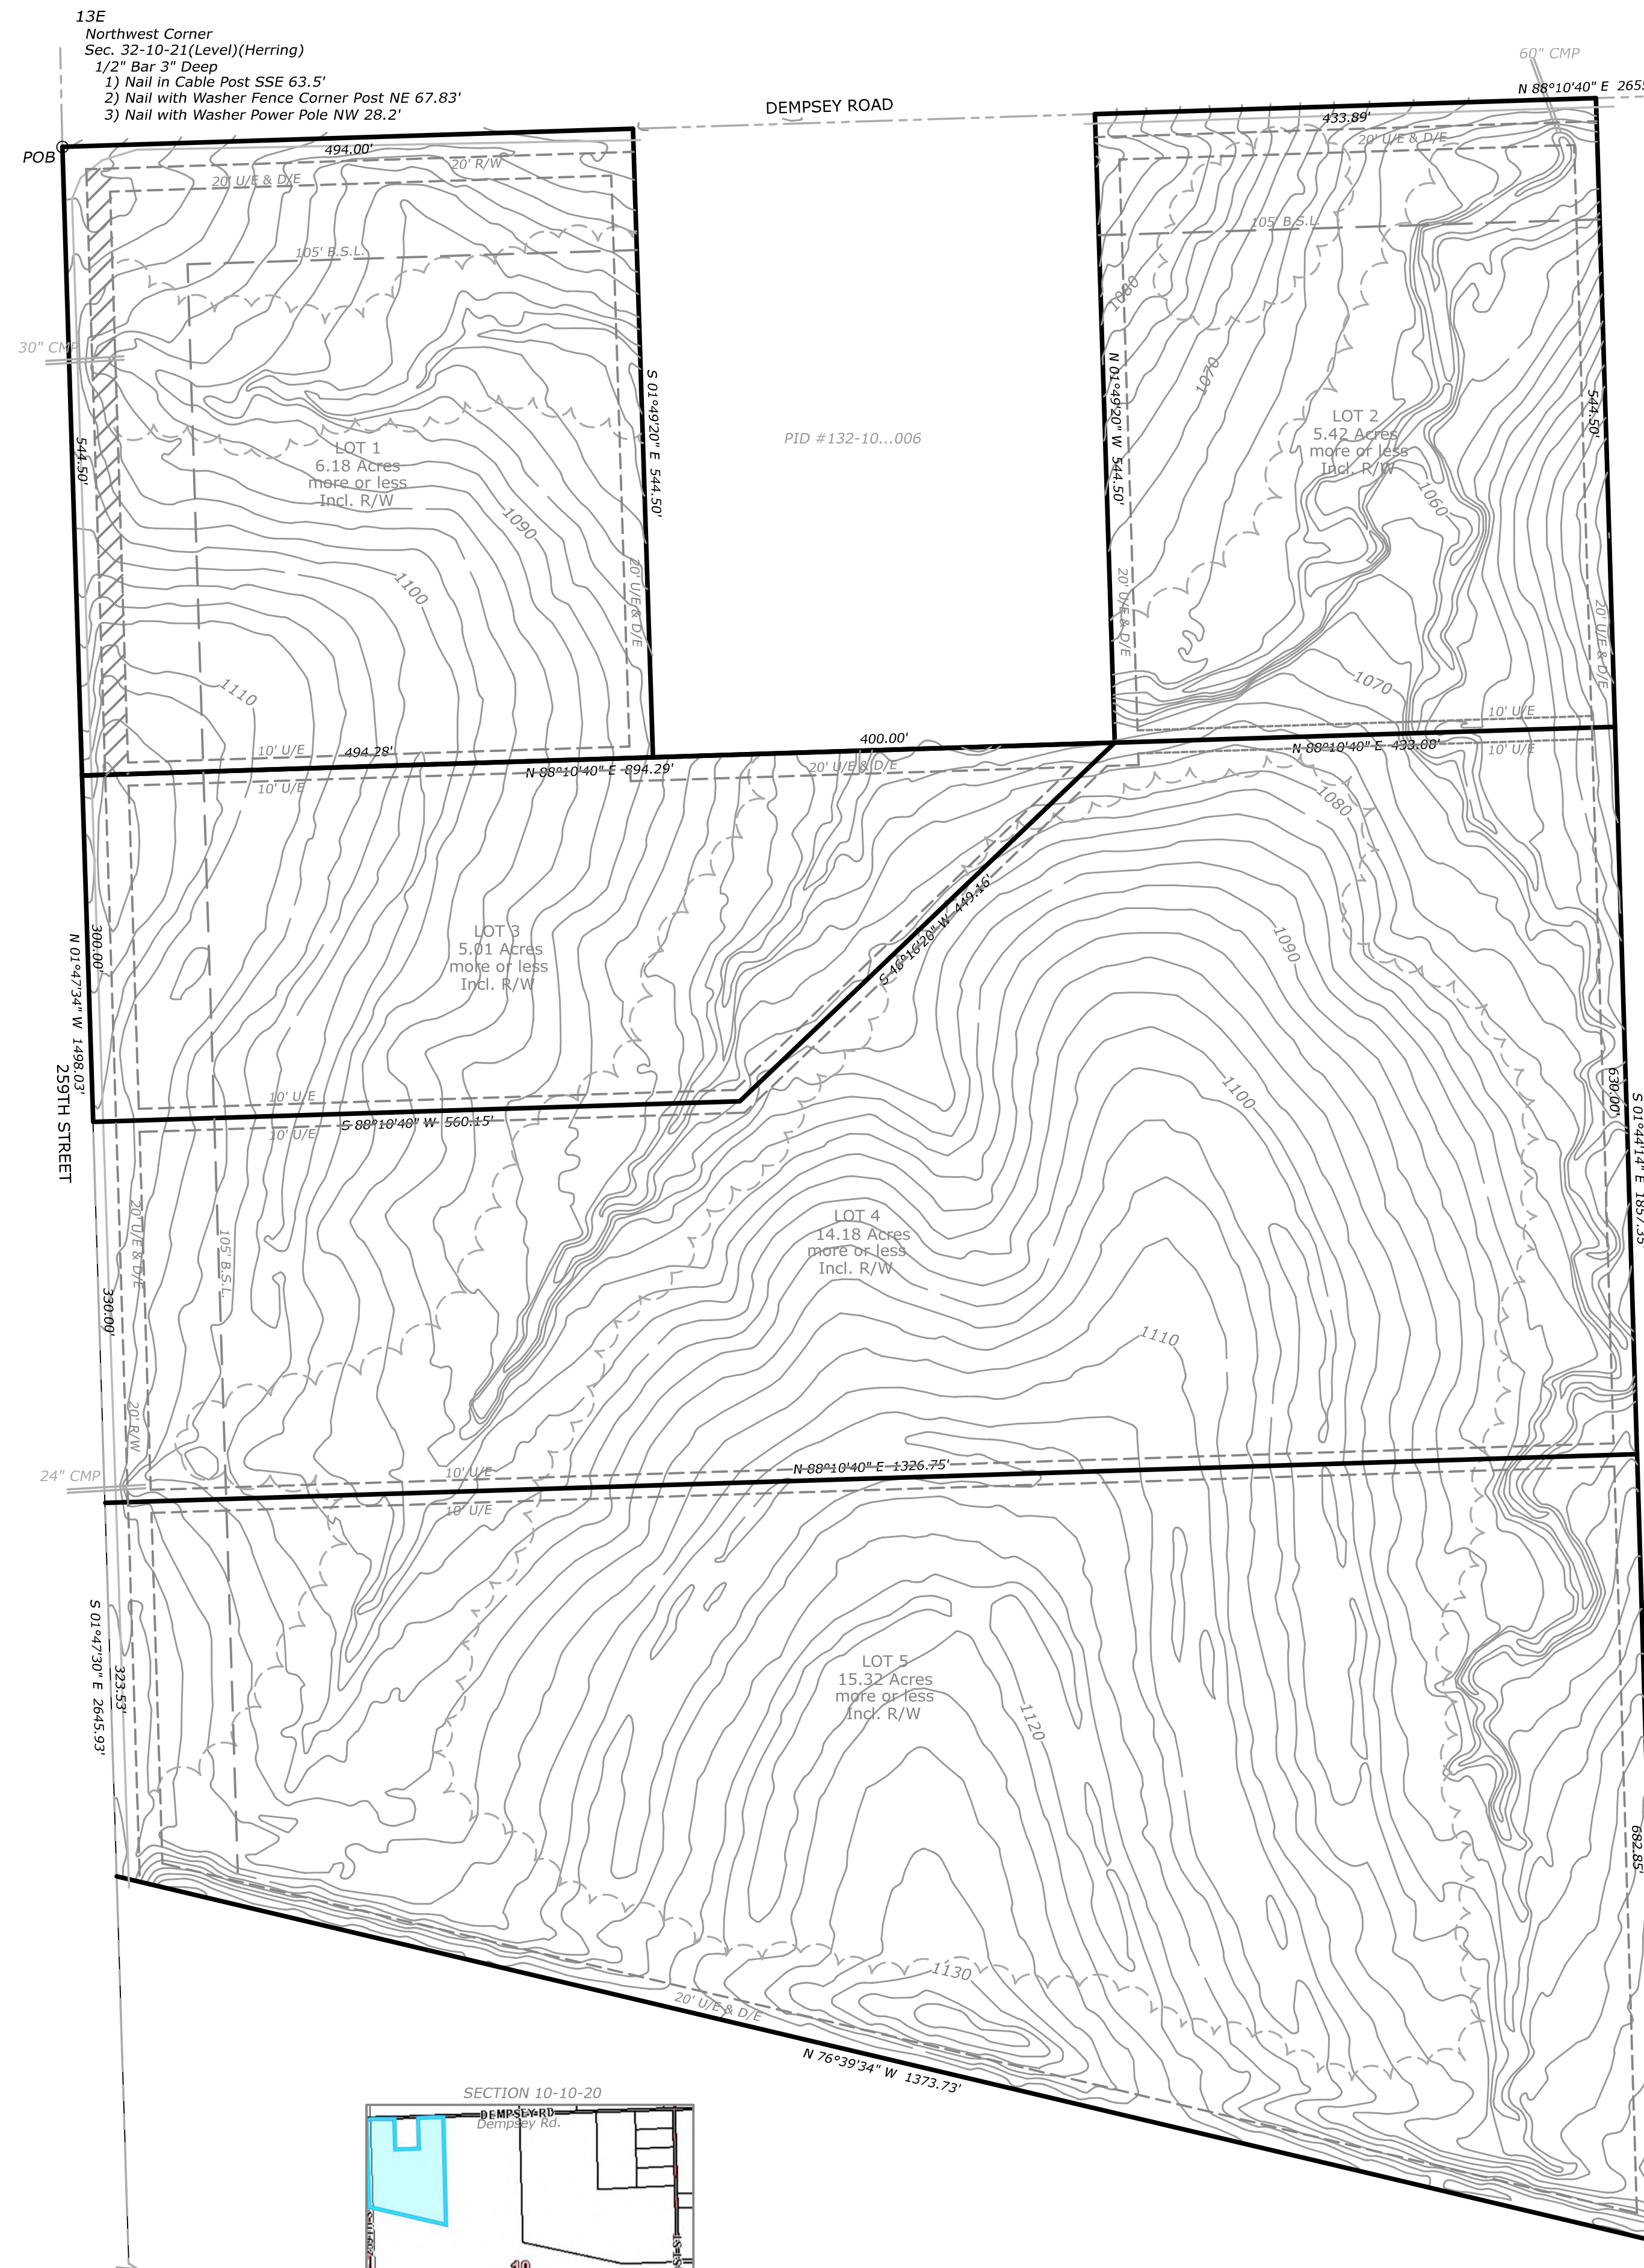 13E
Northwest Corner
Sec. 32-10-21(Level)(Herring)
1/2" Bar 3" Deep
1) Nail in Cable Post SSE 63.5'
2) Nail with Washer Fence Corner Post NE 67.83'
3) Nail with Washer Power Pole NW 28.2'
60" CMP
N 88°10'40" E 2655
DEMPSEY ROAD
POB
494.00'
20' R/W
20' U/E & D/E
105' B.S.L.
433.89'
20' U/E & D/E
105' B.S.L.
1080
30" CMP
1070
S 01°49'20" E 544.50'
N 01°49'20" W 544.50'
544.50'
544.50'
PID #132-10...006
LOT 1
6.18 Acres
more or less
Incl. R/W
LOT 2
5.42 Acres
more or less
Incl. R/W
1090
1060
1100
20' U/E & D/E
20' U/E & D/E
20' U/E & D/E
1110
1070
10' U/E
494.28'
400.00'
10' U/E
N 88°10'40" E 894.29'
20' U/E & D/E
N 88°10'40" E 433.08'
10' U/E
10' U/E
1080
LOT 3
5.01 Acres
more or less
Incl. R/W
300.00'
N 01°47'34" W 1498.03'
S 46°16'20" W 449.16'
1090
259TH STREET
10' U/E
S 88°10'40" W 560.15'
10' U/E
1100
630.00'
S 01°44'14" E 1857.35'
LOT 4
14.18 Acres
more or less
Incl. R/W
20' U/E & D/E
105' B.S.L.
330.00'
1110
20' R/W
24" CMP
10' U/E
N 88°10'40" E 1326.75'
10' U/E
S 01°47'30" E 2645.93'
323.53'
LOT 5
15.32 Acres
more or less
Incl. R/W
1120
682.85'
1130
20' U/E & D/E
N 76°39'34" W 1373.73'
SECTION 10-10-20
DEMPSEY RD
Dempsey Rd.
10